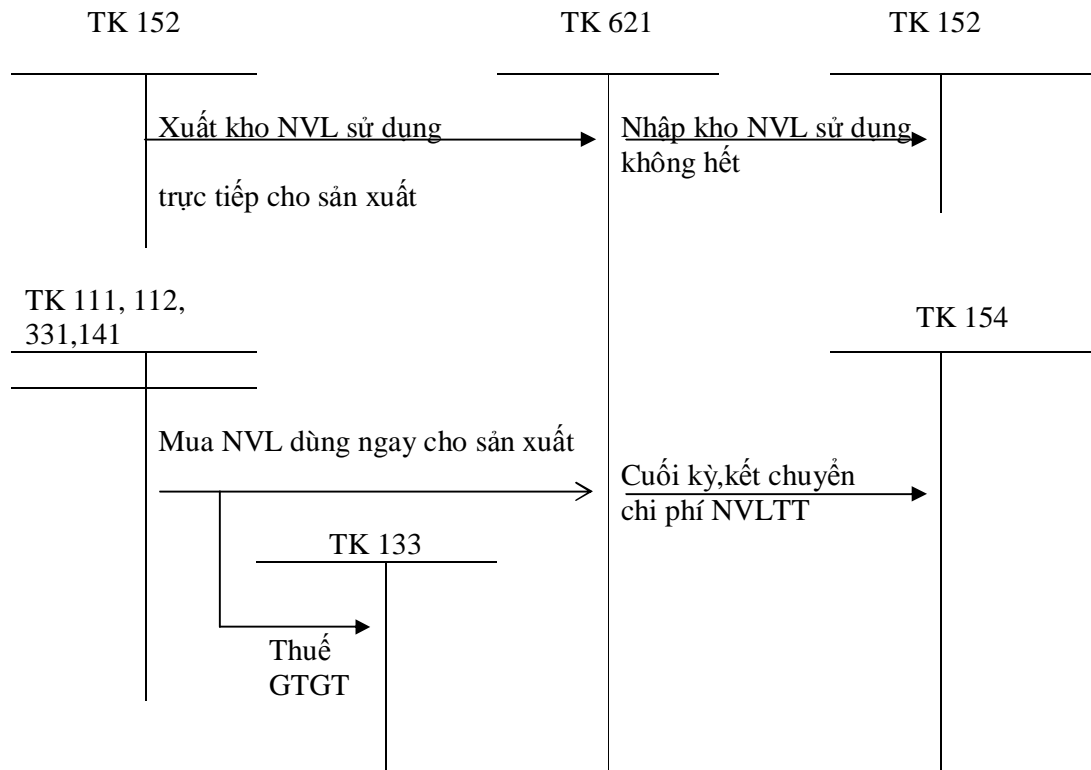 TK 152
TK 621
TK 152
Xuất kho NVL sử dụng
trực tiếp cho sản xuất
Nhập kho NVL sử dụng
không hết
TK 111, 112,
331,141
TK 154
Mua NVL dùng ngay cho sản xuất
Cuối kỳ,kết chuyển
chi phí NVLTT
TK 133
Thuế
GTGT